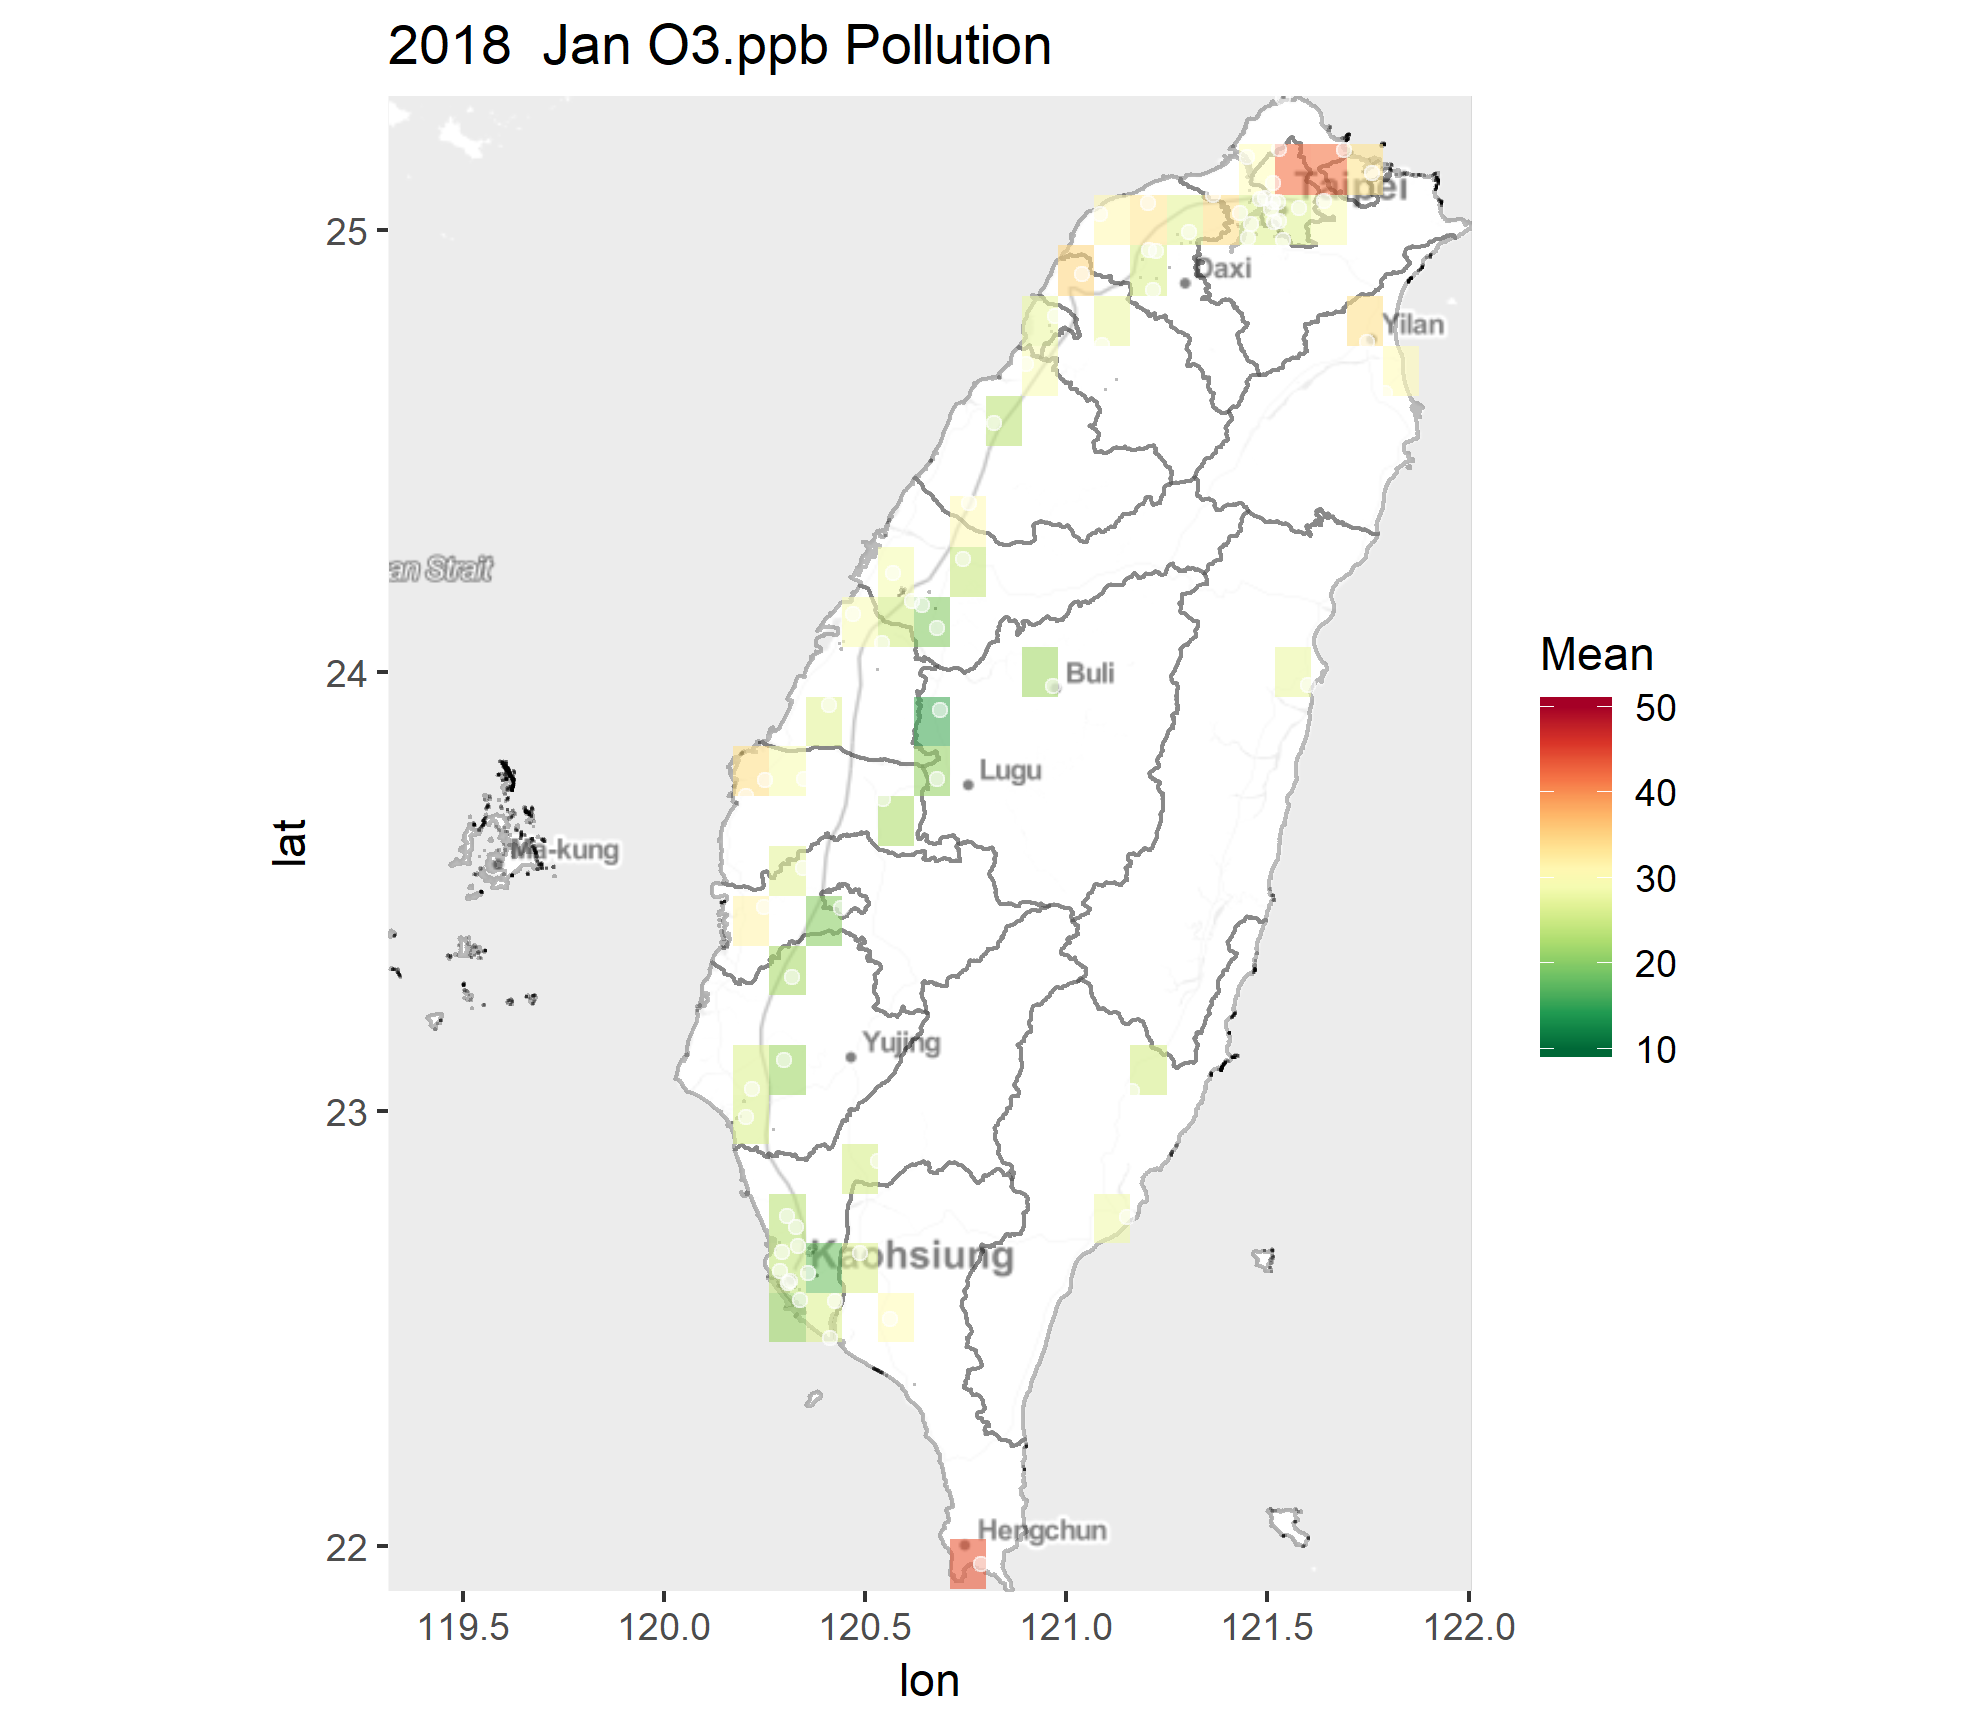 2018  Jan O3.ppb Pollution
Taipei
25
Daxi
Yilan
an Strait
24
Buli
Lugu
Ma-kung
lat
Yujing
23
Kaohsiung
Hengchun
22
119.5
120.0
120.5
121.0
121.5
122.0
lon
Mean
50
40
30
20
10